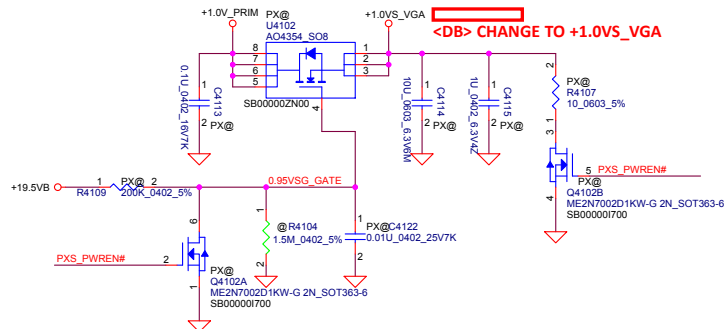 +1.0V_PRIM
PX@
U4102
AO4354_SO8
+1.0VS_VGA
<DB> CHANGE TO +1.0VS_VGA
8
7
6
5
1
2
3
4
SB00000ZN00
0.1U_0402_16V7K
1
2
C4113
PX@
10U_0603_6.3V6M
1
2
C4114
PX@
1U_0402_6.3V4Z
1
2
C4115
PX@
2
PX@
R4107
10_0603_5%
1
3
5
PXS_PWREN#
PX@
Q4102B
4
ME2N7002D1KW-G 2N_SOT363-6
SB00000I700
+19.5VB
1
PX@
2
R4109
200K_0402_5%
0.95VSG_GATE
6
1
@R4104
1.5M_0402_5%
2
1
PX@C4122
0.01U_0402_25V7K
2
PXS_PWREN#
2
1
PX@
Q4102A
ME2N7002D1KW-G 2N_SOT363-6
SB00000I700